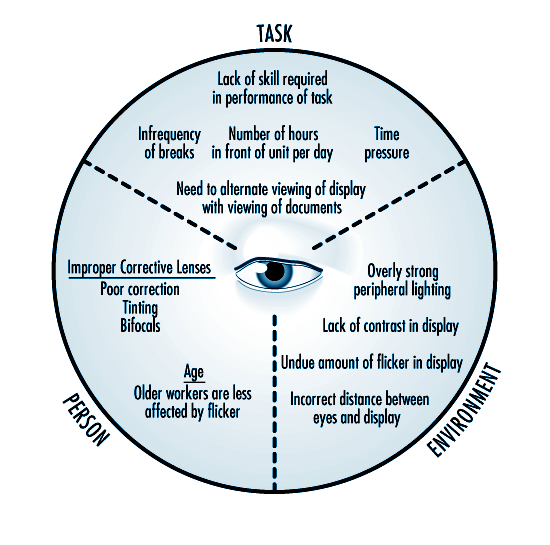 TASK
Lack of skill required
in performance of task
Infrequency
of breaks
Number of hours
in front of unit per day
Time
pressure
Need to alternate viewing of display
with viewing of documents
Improper Corrective Lenses
Poor correction
Tinting
Bifocals
Age
Older workers are less
affected by flicker
PERSON
Overly strong
peripheral lighting
Lack of contrast in display
Undue amount of flicker in display
Incorrect distance between
eyes and display
ENVIRONMENT